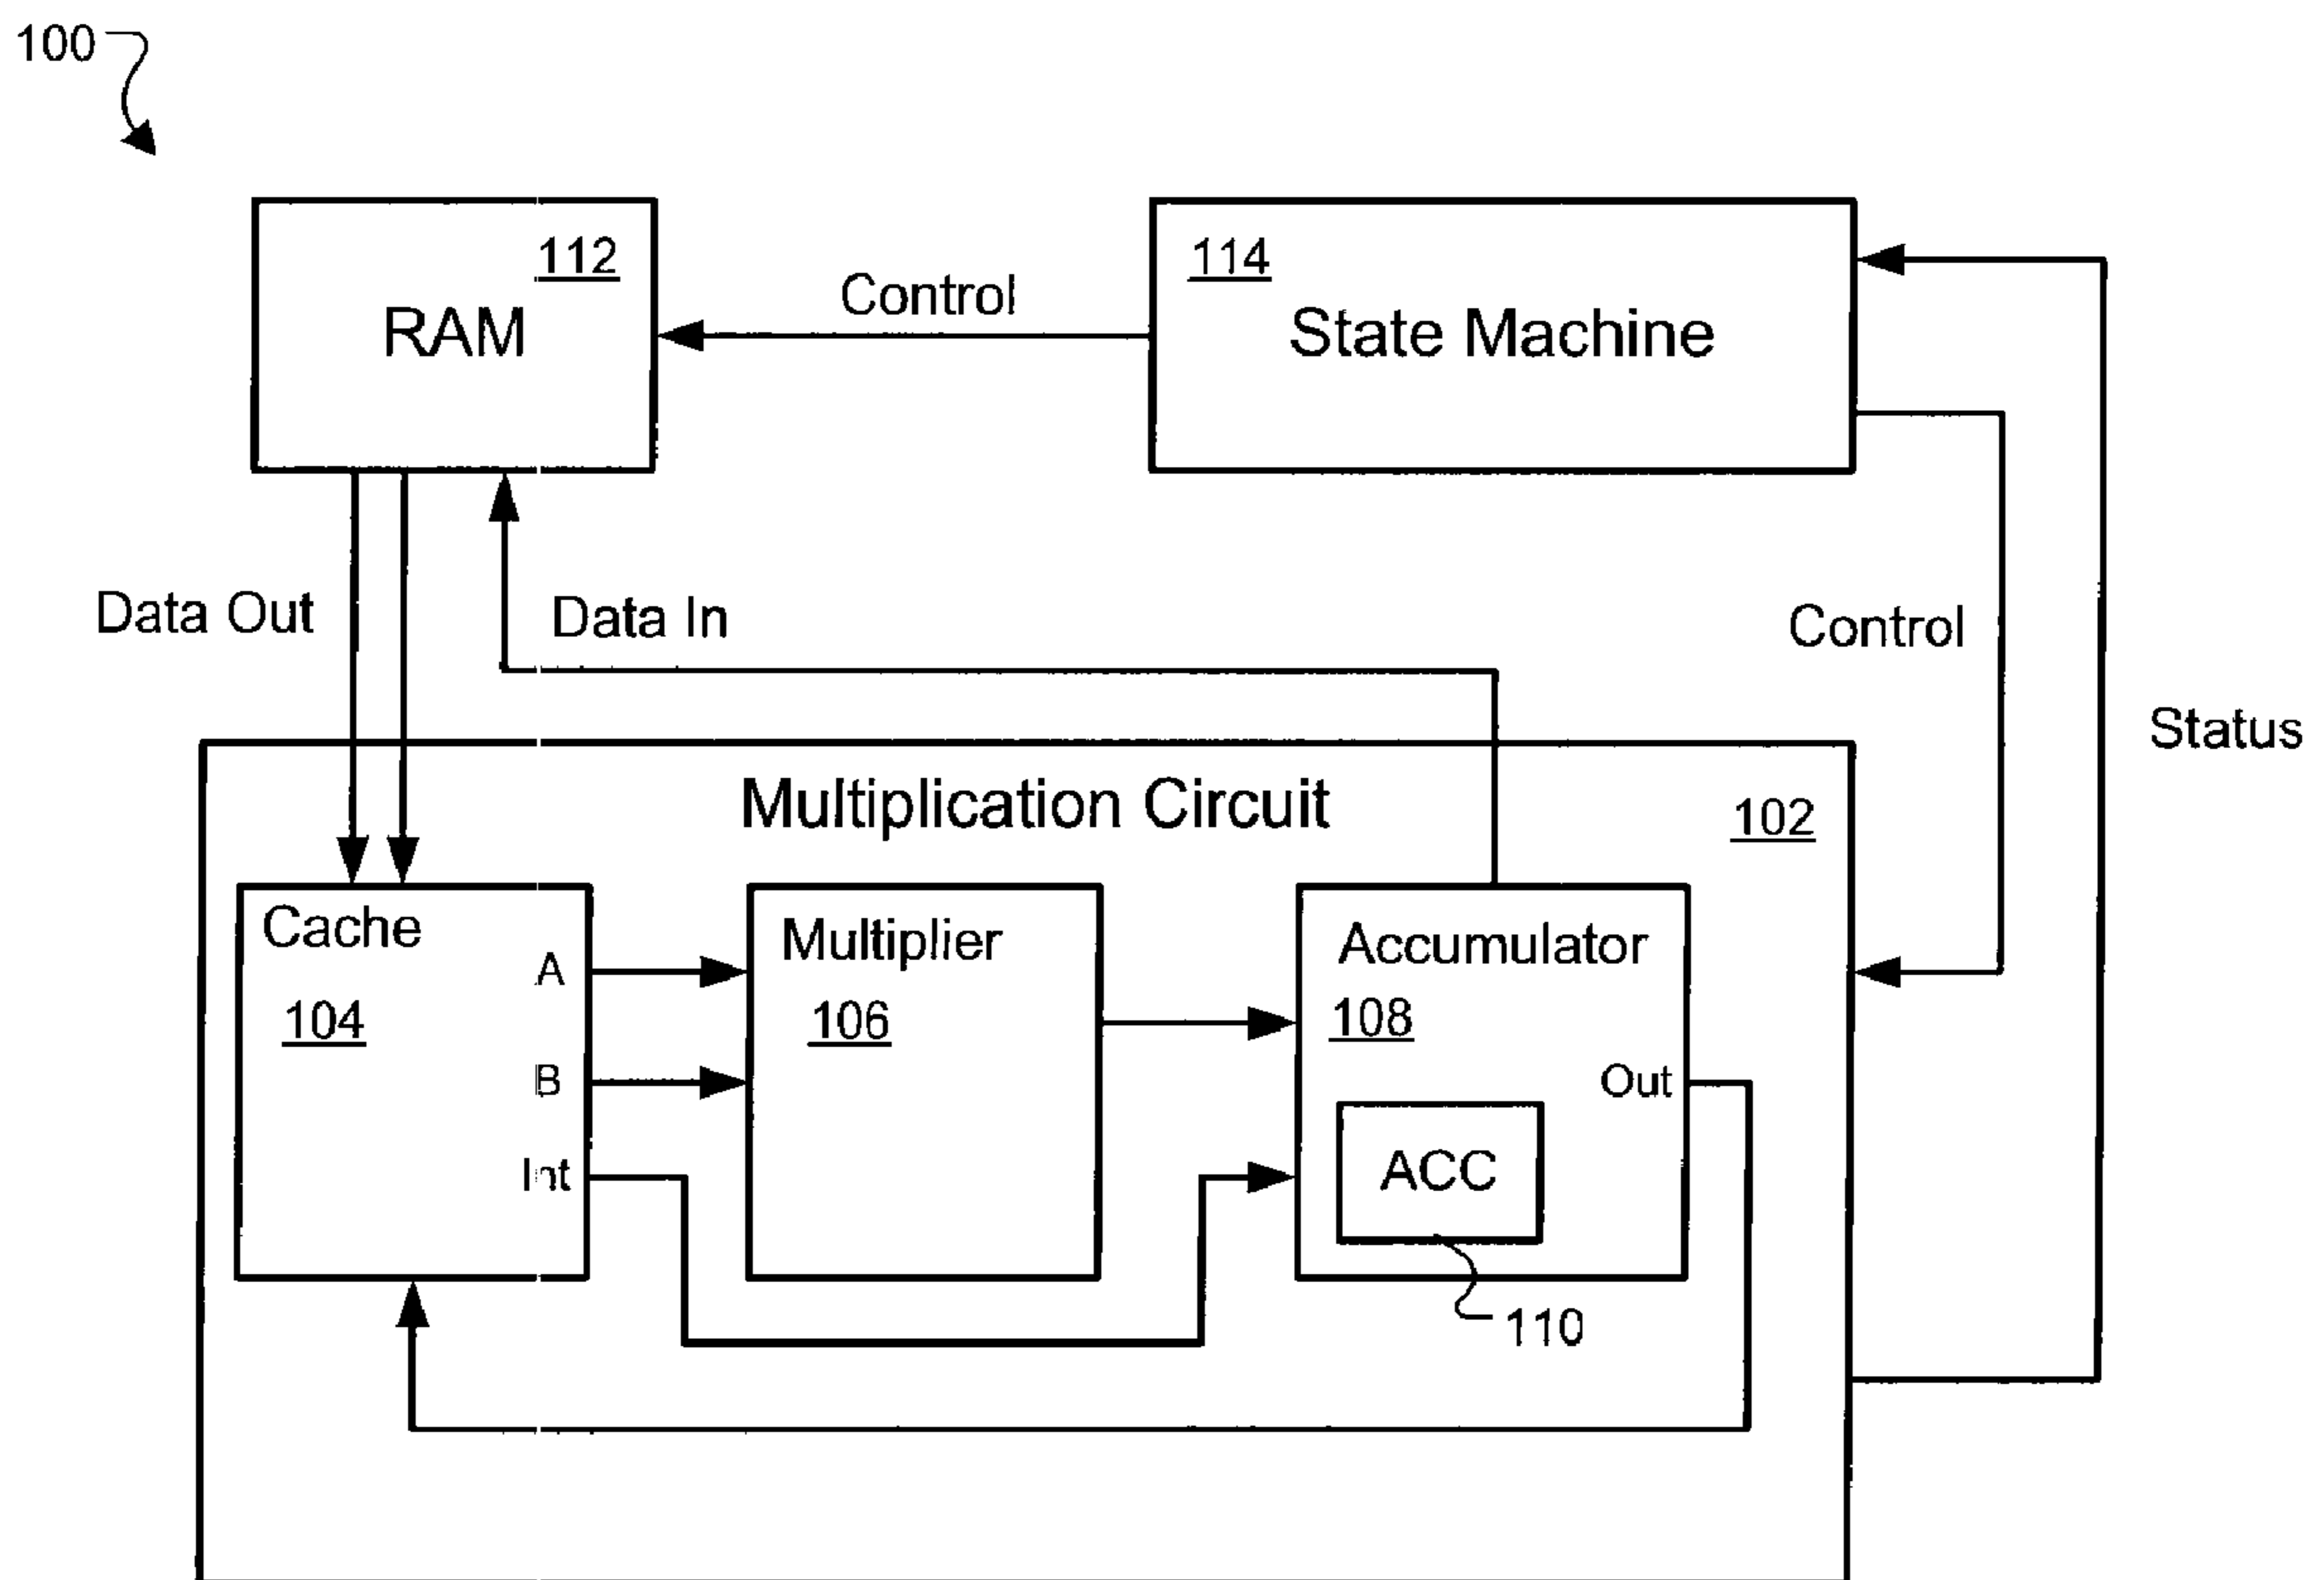 100
112
RAM
Control
114
State Machine
Data Out
Data In
Control
Status
Multiplication Circuit
102
Cache
104
A
B
Int
Multiplier
106
Accumulator
108
Out
ACC
110